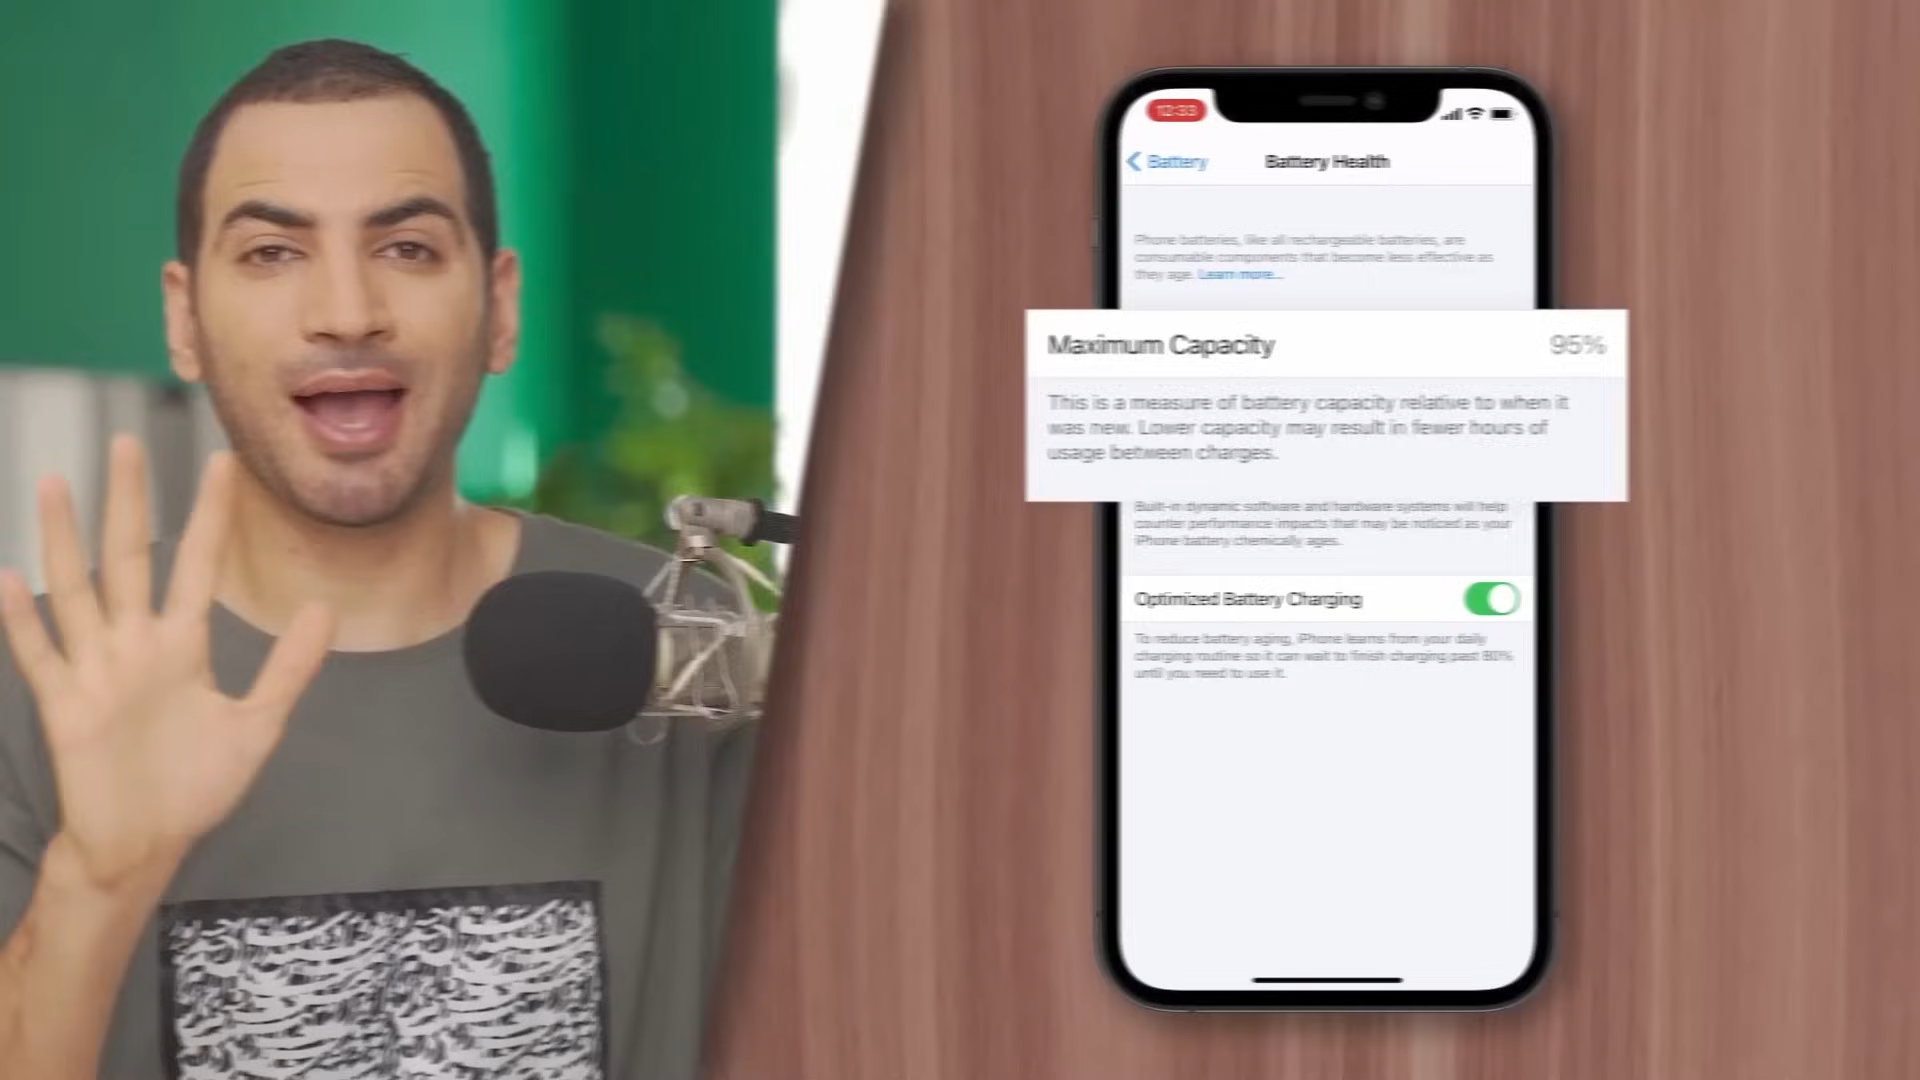 12:33
Battery
Battery Health
Phone batteries, like all rechargeable batteries, are
consumable components that become less effective as
they age. Learn more...
Maximum Capacity 95%
This is a measure of battery capacity relative to when it
was new. Lower capacity may result in fewer hours of
usage between charges.
Built-in dynamic software and hardware systems will help
counter performance impacts that may be noticed as your
iPhone battery chemically ages.
Optimized Battery Charging
To reduce battery aging, iPhone learns from your daily
charging routine so it can wait to finish charging past 80%
until you need to use it.